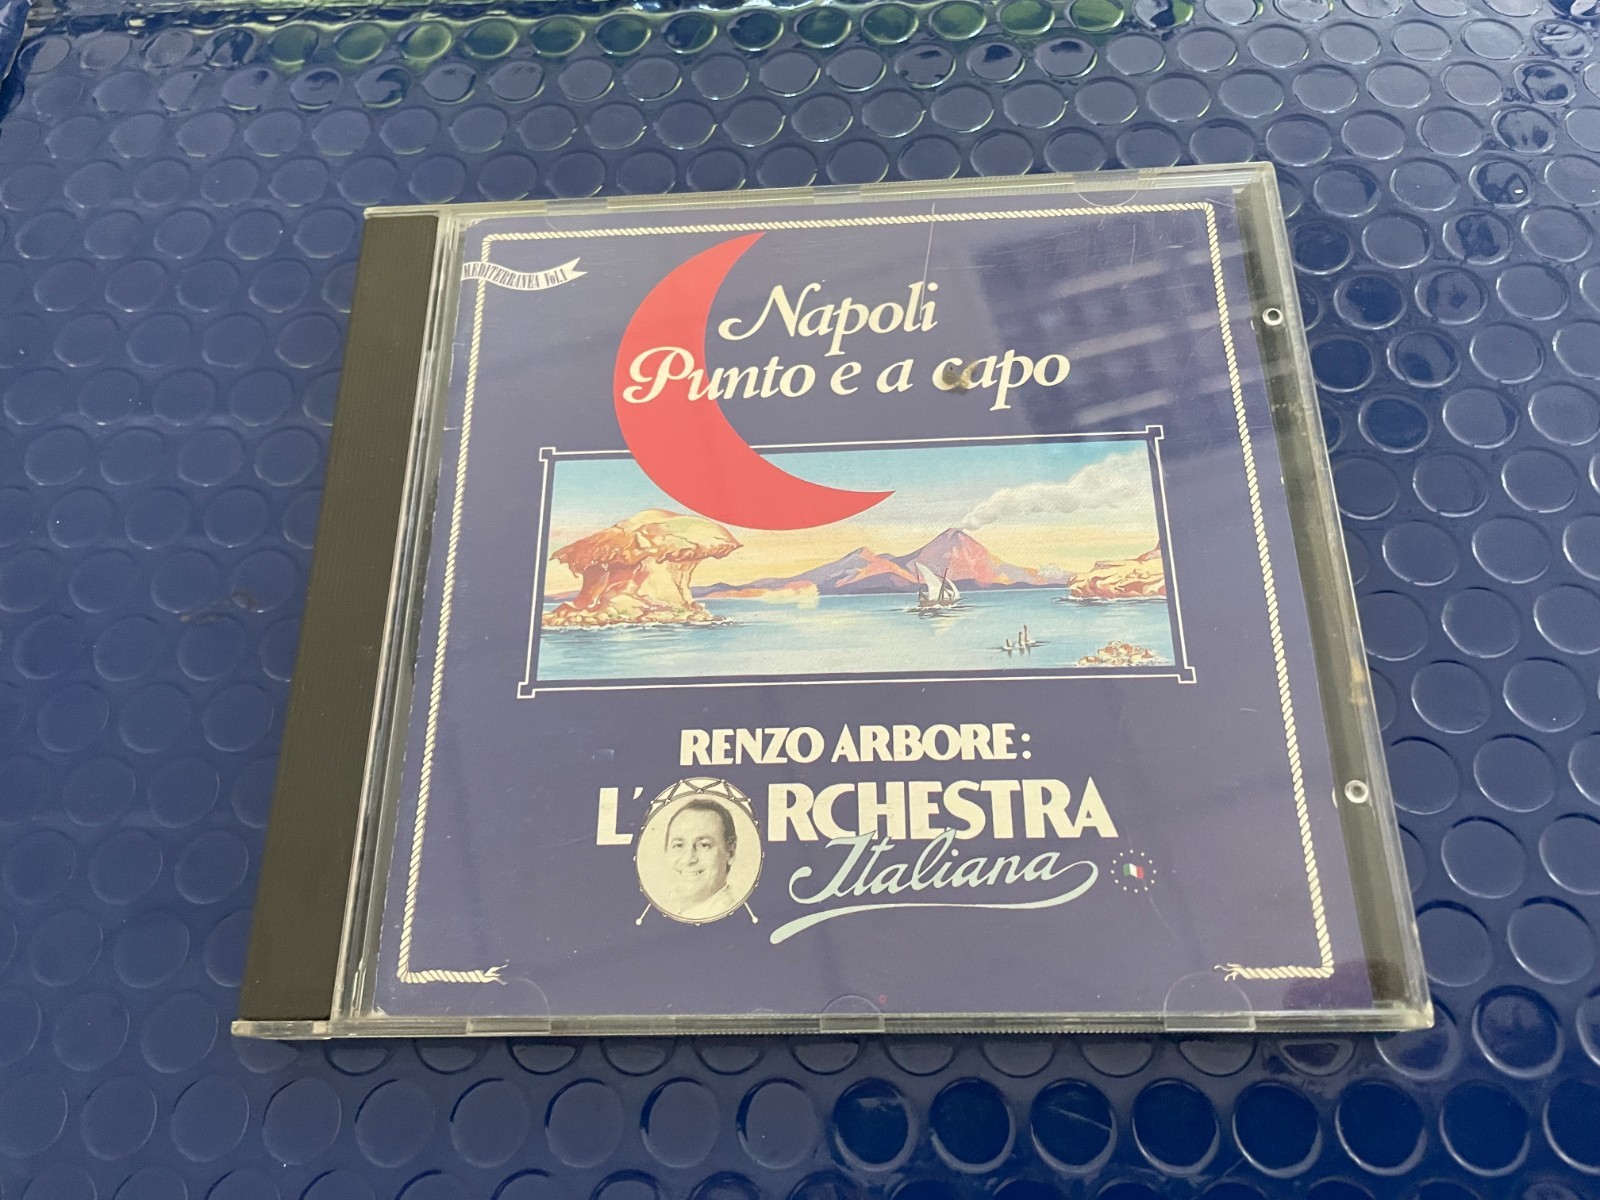 MEDITERRANEA Vol.1
Napoli
Punto e a capo
RENZO ARBORE:
L'ORCHESTRA
Italiana